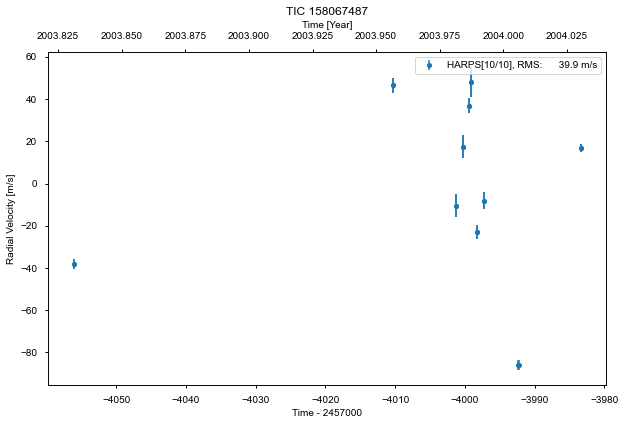 TIC 158067487
Time [Year]
2003.825 2003.850 2003.875 2003.900 2003.925 2003.950 2003.975 2004.000 2004.025
HARPS[10/10], RMS: 39.9 m/s
60
40
20
0
−20
−40
−60
−80
Radial Velocity [m/s]
−4050 −4040 −4030 −4020 −4010 −4000 −3990 −3980
Time - 2457000